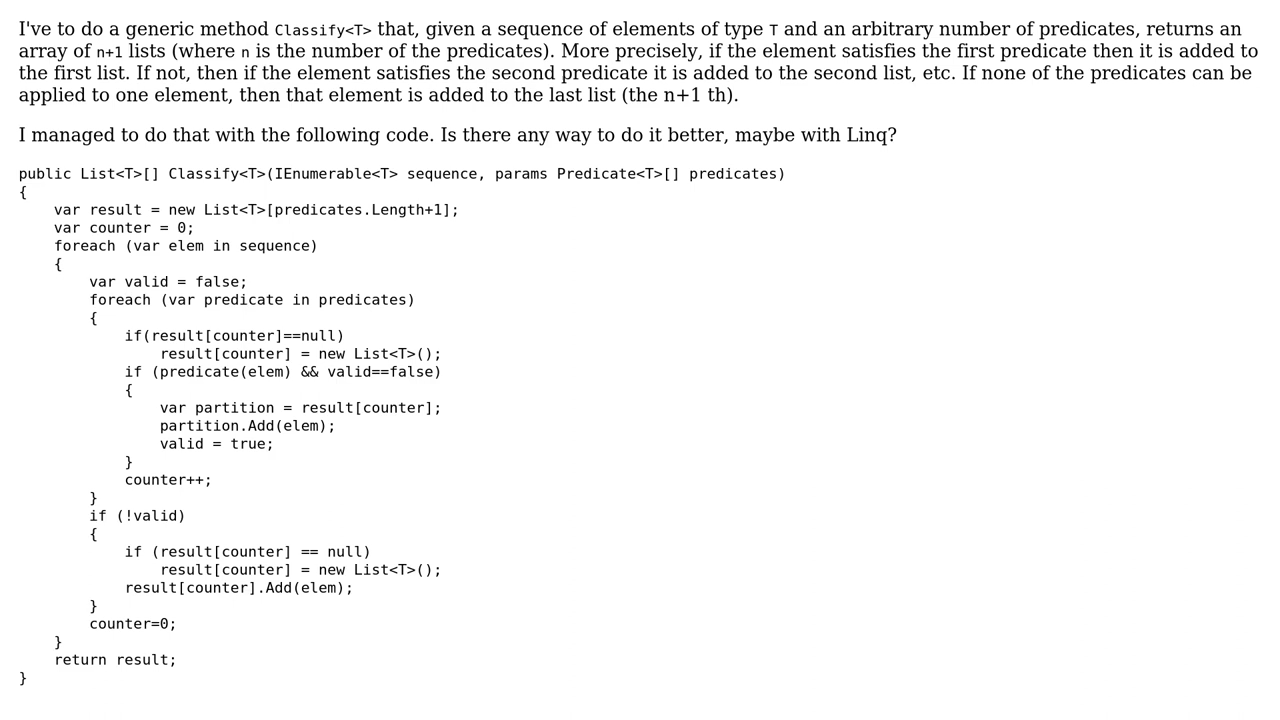 I've to do a generic method Classify<T> that, given a sequence of elements of type T and an arbitrary number of predicates, returns an
array of n+1 lists (where n is the number of the predicates). More precisely, if the element satisfies the first predicate then it is added to
the first list. If not, then if the element satisfies the second predicate it is added to the second list, etc. If none of the predicates can be
applied to one element, then that element is added to the last list (the n+1 th).
I managed to do that with the following code. Is there any way to do it better, maybe with Linq?
public List<T>[] Classify<T>(IEnumerable<T> sequence, params Predicate<T>[] predicates)
{
    var result = new List<T>[predicates.Length+1];
    var counter = 0;
    foreach (var elem in sequence)
    {
        var valid = false;
        foreach (var predicate in predicates)
        {
            if(result[counter]==null)
                result[counter] = new List<T>();
            if (predicate(elem) && valid==false)
            {
                var partition = result[counter];
                partition.Add(elem);
                valid = true;
            }
            counter++;
        }
        if (!valid)
        {
            if (result[counter] == null)
                result[counter] = new List<T>();
            result[counter].Add(elem);
        }
        counter=0;
    }
    return result;
}